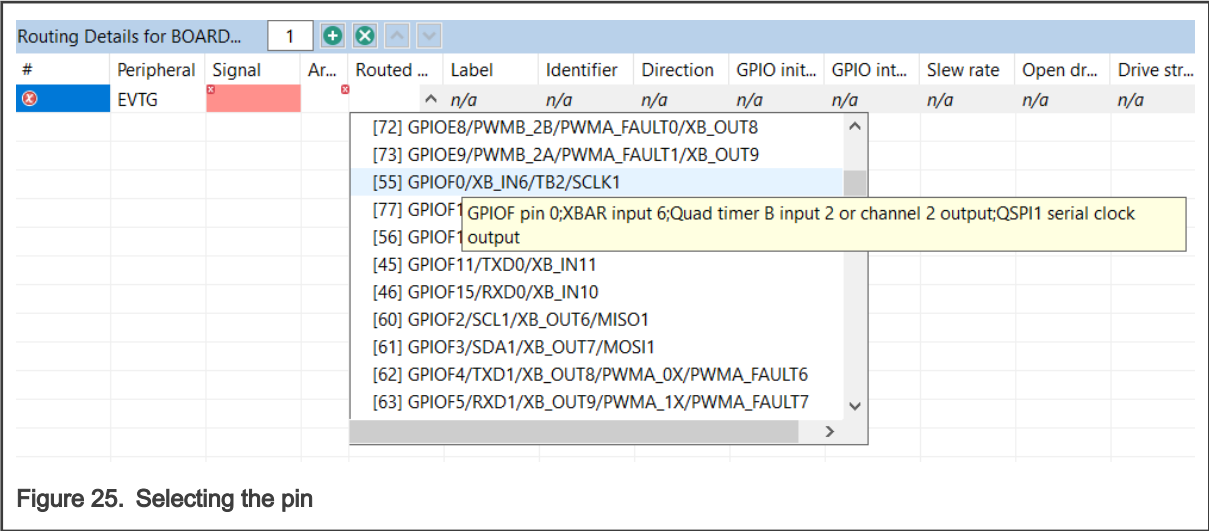 Routing Details for BOARD... 1
# Peripheral Signal Ar... Routed ... Label Identifier Direction GPIO init... GPIO int... Slew rate Open dr... Drive str...
EVTG n/a n/a n/a n/a n/a n/a n/a n/a
[72] GPIOE8/PWMB_2B/PWMA_FAULT0/XB_OUT8
[73] GPIOE9/PWMB_2A/PWMA_FAULT1/XB_OUT9
[55] GPIOF0/XB_IN6/TB2/SCLK1
[77] GPIOF1
GPIOF pin 0;XBAR input 6;Quad timer B input 2 or channel 2 output;QSPI1 serial clock
[56] GPIOF1
output
[45] GPIOF11/TXD0/XB_IN11
[46] GPIOF15/RXD0/XB_IN10
[60] GPIOF2/SCL1/XB_OUT6/MISO1
[61] GPIOF3/SDA1/XB_OUT7/MOSI1
[62] GPIOF4/TXD1/XB_OUT8/PWMA_0X/PWMA_FAULT6
[63] GPIOF5/RXD1/XB_OUT9/PWMA_1X/PWMA_FAULT7
Figure 25. Selecting the pin